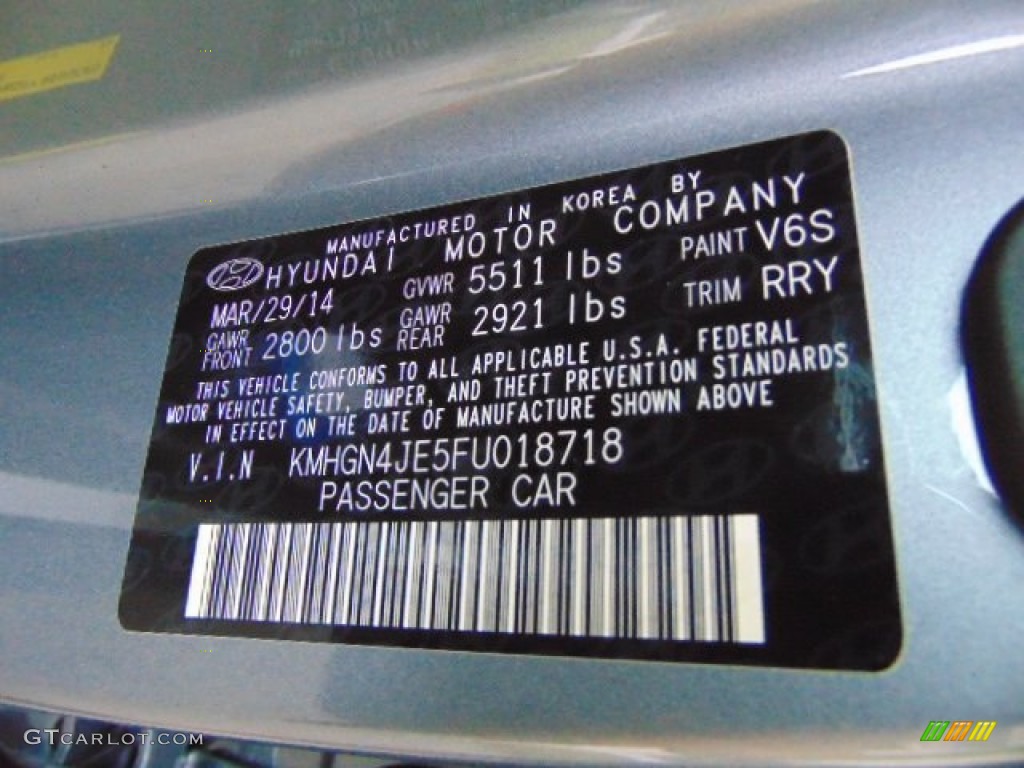 MANUFACTURED IN KOREA BY
HYUNDAI MOTOR COMPANY
MAR/29/14 GVWR 5511 lbs PAINT V6S
GAWR FRONT 2800 lbs GAWR REAR 2921 lbs TRIM RRY
THIS VEHICLE CONFORMS TO ALL APPLICABLE U.S.A. FEDERAL
MOTOR VEHICLE SAFETY, BUMPER, AND THEFT PREVENTION STANDARDS
IN EFFECT ON THE DATE OF MANUFACTURE SHOWN ABOVE
V.I.N KMHGN4JE5FU018718
PASSENGER CAR
GTCARLOT.COM